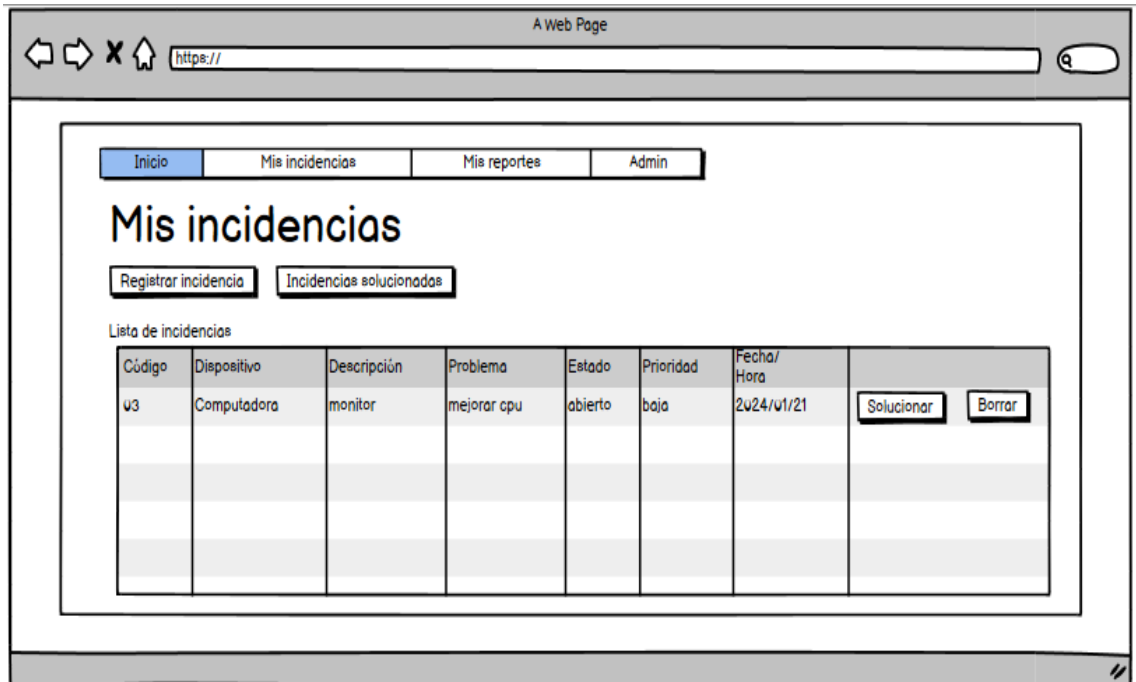 A Web Page
https://
Inicio Mis incidencias Mis reportes Admin
Mis incidencias
Registrar incidencia Incidencias solucionadas
Lista de incidencias
Código Dispositivo Descripción Problema Estado Prioridad Fecha/
Hora
03 Computadora monitor mejorar cpu abierto baja 2024/01/21 Solucionar Borrar